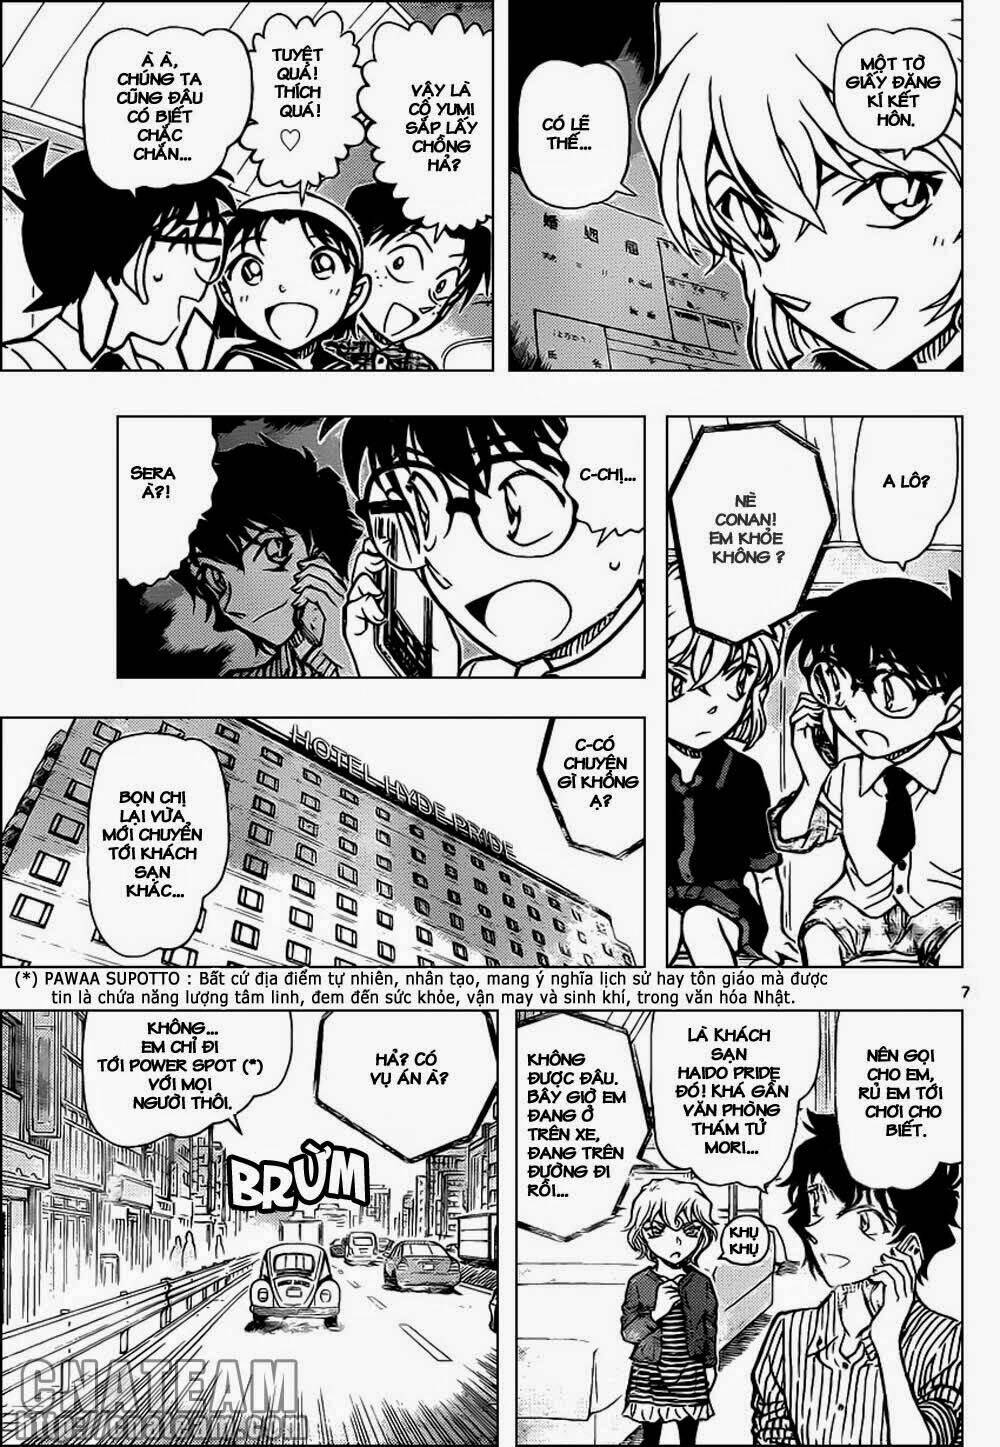 MỘT TỜ
GIẤY ĐĂNG
KÍ KẾT
HÔN.
CÓ LẼ
THẾ...
婚姻届
VẬY LÀ
CÔ YUMI
SẮP LẤY
CHỒNG
HẢ?
TUYỆT
QUÁ!
THÍCH
QUÁ!
♡
À À,
CHÚNG TA
CŨNG ĐÂU
CÓ BIẾT
CHẮC
CHẮN...
A LÔ?
NÈ
CONAN!
EM KHỎE
KHÔNG ?
C-CHỊ...
SERA
À?!
C-CÓ
CHUYỆN
GÌ KHÔNG
Ạ?
HOTEL HYDE PRIDE
BỌN CHỊ
LẠI VỪA
MỚI CHUYỂN
TỚI KHÁCH
SẠN
KHÁC...
(*) PAWAA SUPOTTO : Bất cứ địa điểm tự nhiên, nhân tạo, mang ý nghĩa lịch sử hay tôn giáo mà được
tin là chứa năng lượng tâm linh, đem đến sức khỏe, vận may và sinh khí, trong văn hóa Nhật.
7
NÊN GỌI
CHO EM,
RỦ EM TỚI
CHƠI CHO
BIẾT.
LÀ KHÁCH
SẠN
HAIDO PRIDE
ĐÓ! KHÁ GẦN
VĂN PHÒNG
THÁM TỬ
MORI...
KHỤ
KHỤ
KHÔNG
ĐƯỢC ĐÂU.
BÂY GIỜ EM
ĐANG Ở
TRÊN XE,
ĐANG TRÊN
ĐƯỜNG ĐI
RỒI...
HẢ? CÓ
VỤ ÁN À?
KHÔNG...
EM CHỈ ĐI
TỚI POWER SPOT (*)
VỚI MỌI
NGƯỜI THÔI.
BRỪM
CNATEAM
http://cnateam.com/